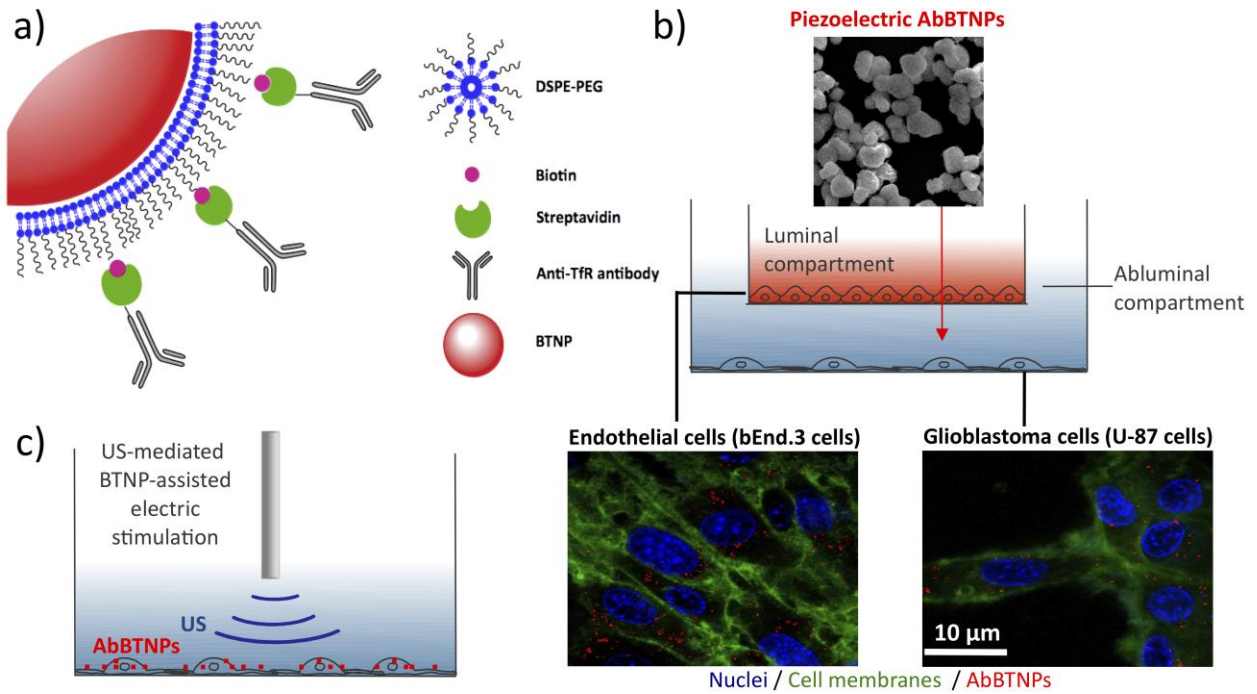 a)
DSPE-PEG
Biotin
Streptavidin
Anti-TfR antibody
BTNP
b)
Piezoelectric AbBTNPs
Luminal
compartment
Abluminal
compartment
Endothelial cells (bEnd.3 cells)
Glioblastoma cells (U-87 cells)
10 µm
Nuclei / Cell membranes / AbBTNPs
c)
US-mediated
BTNP-assisted
electric
stimulation
US
AbBTNPs